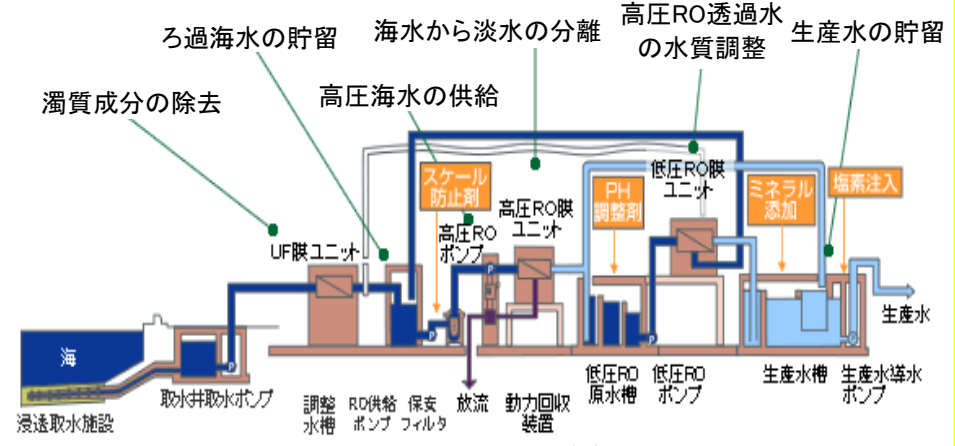 ろ過海水の貯留
海水から淡水の分離
高圧RO透過水
の水質調整
生産水の貯留
濁質成分の除去
高圧海水の供給
スケール
防止剤
PH
調整剤
低圧RO膜
ユニット
ミネラル
添加
塩素注入
UF膜ユニット
高圧RO
ポンプ
高圧RO膜
ユニット
P
P
P
P
P
海
生産水
浸透取水施設
取水井取水ポンプ
調整
水槽
RO供給
ポンプ
保安
フィルタ
放流
動力回収
装置
低圧RO
原水槽
低圧RO
ポンプ
生産水槽
生産水導水
ポンプ